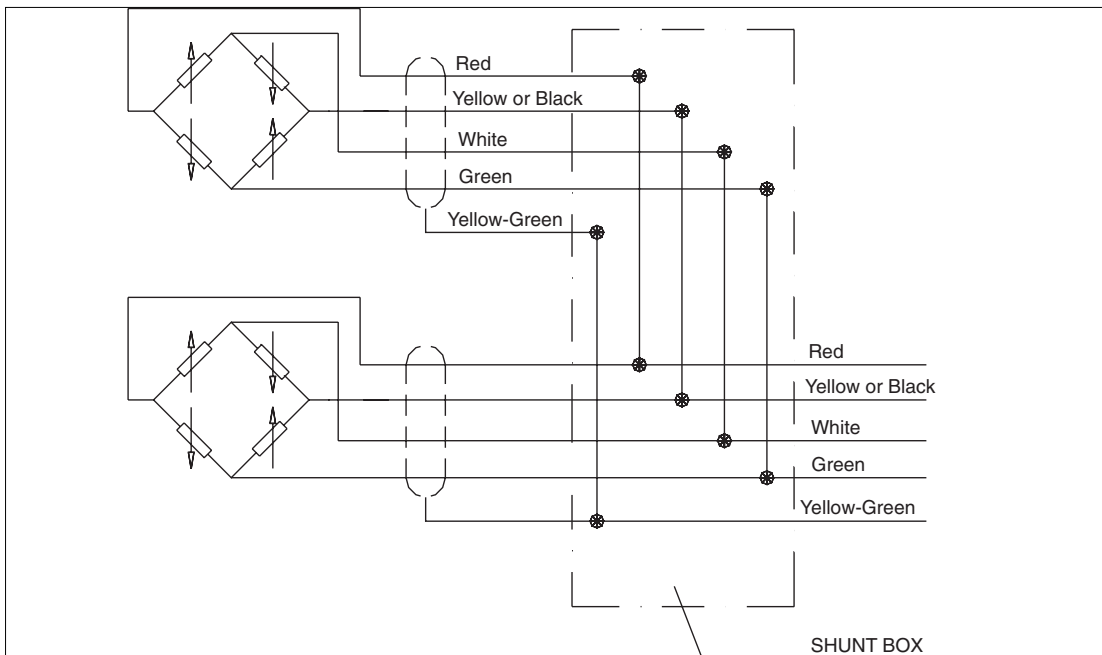 Red
Yellow or Black
White
Green
Yellow-Green
Red
Yellow or Black
White
Green
Yellow-Green
SHUNT BOX